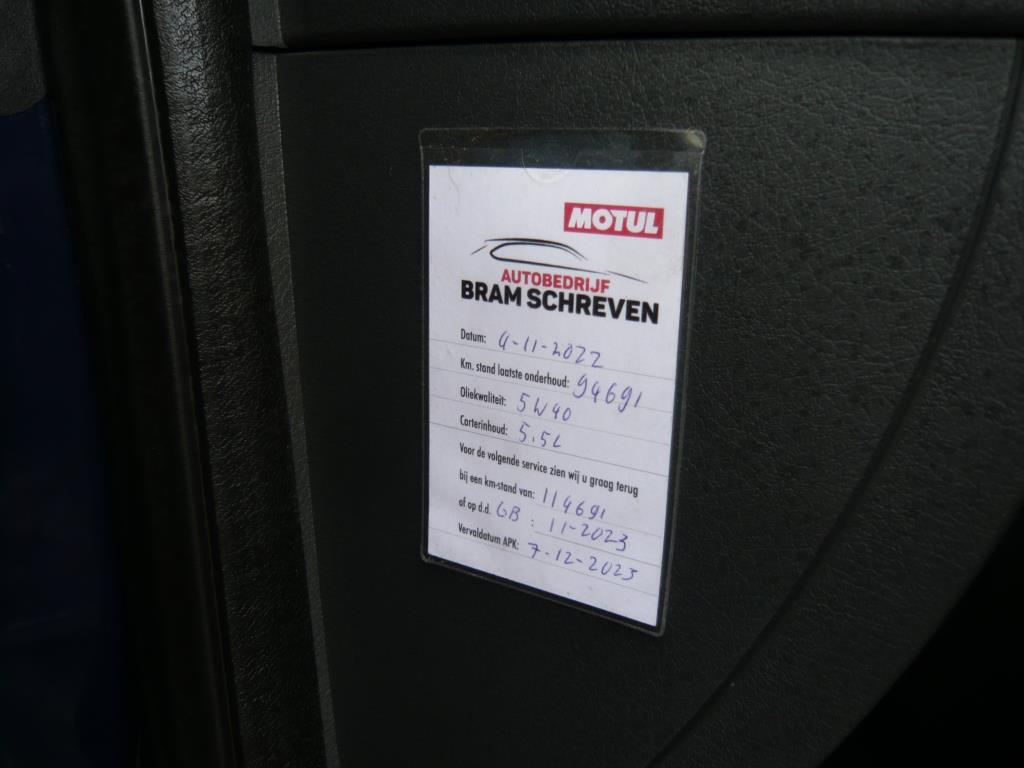 MOTUL
AUTOBEDRIJF
BRAM SCHREVEN
Datum: 4-11-2022
Km. stand laatste onderhoud: 94691
Oliekwaliteit: 5W40
Carterinhoud: 5.5L
Voor de volgende service zien wij u graag terug
bij een km-stand van: 114691
of op d.d. GB : 11-2023
Vervaldatum APK: 7-12-2023